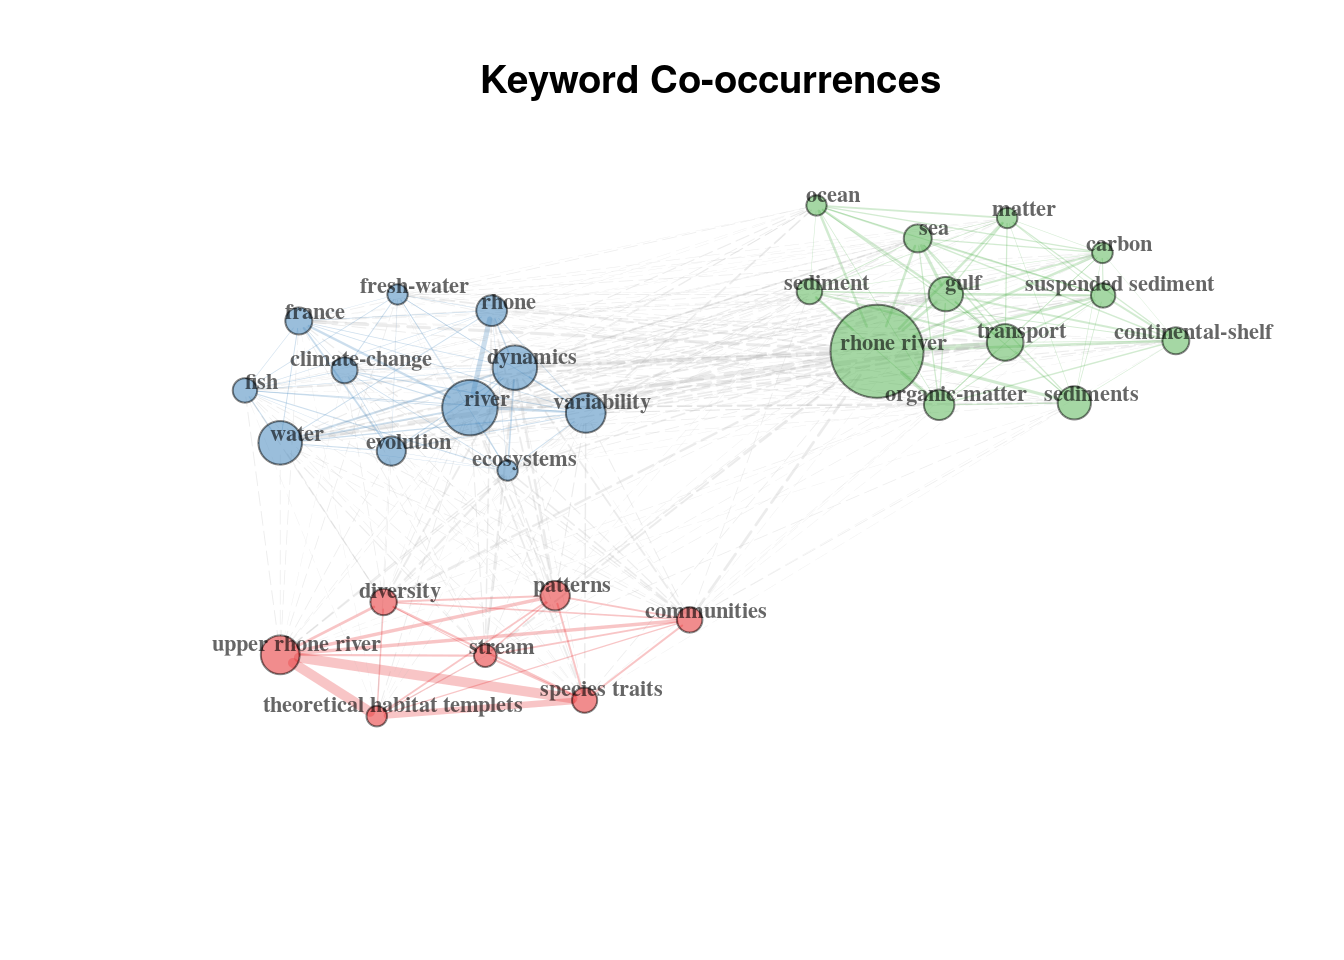 Keyword Co-occurrences
ocean
matter
sea
carbon
sediment
gulf
suspended sediment
fresh-water
rhone
france
transport
continental-shelf
rhone river
climate-change
dynamics
fish
organic-matter
sediments
river
variability
water
evolution
ecosystems
diversity
patterns
communities
upper rhone river
stream
species traits
theoretical habitat templets